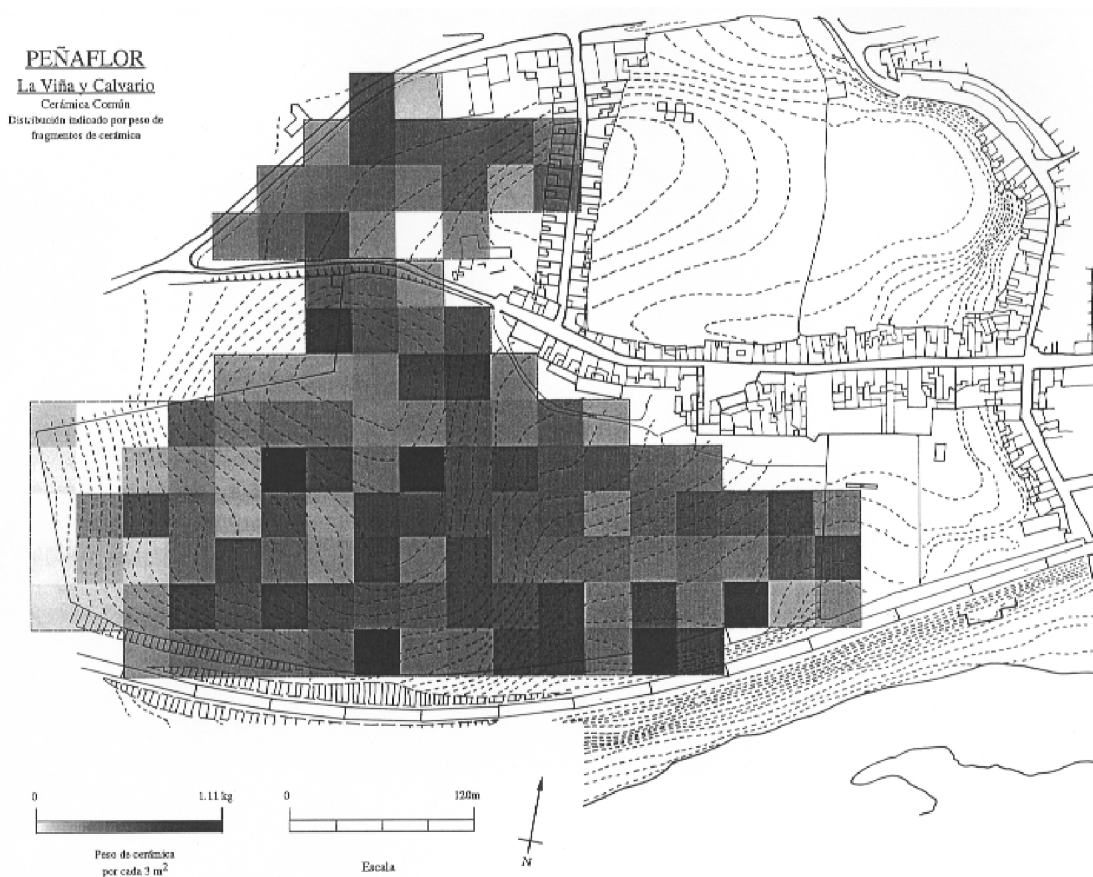 PEÑAFLOR
La Viña y Calvario
Cerámica Común
Distribución indicado por peso de
fragmentos de cerámica
0 1.11 kg
Peso de cerámica
por cada 3 m²
0 120m
Escala
N